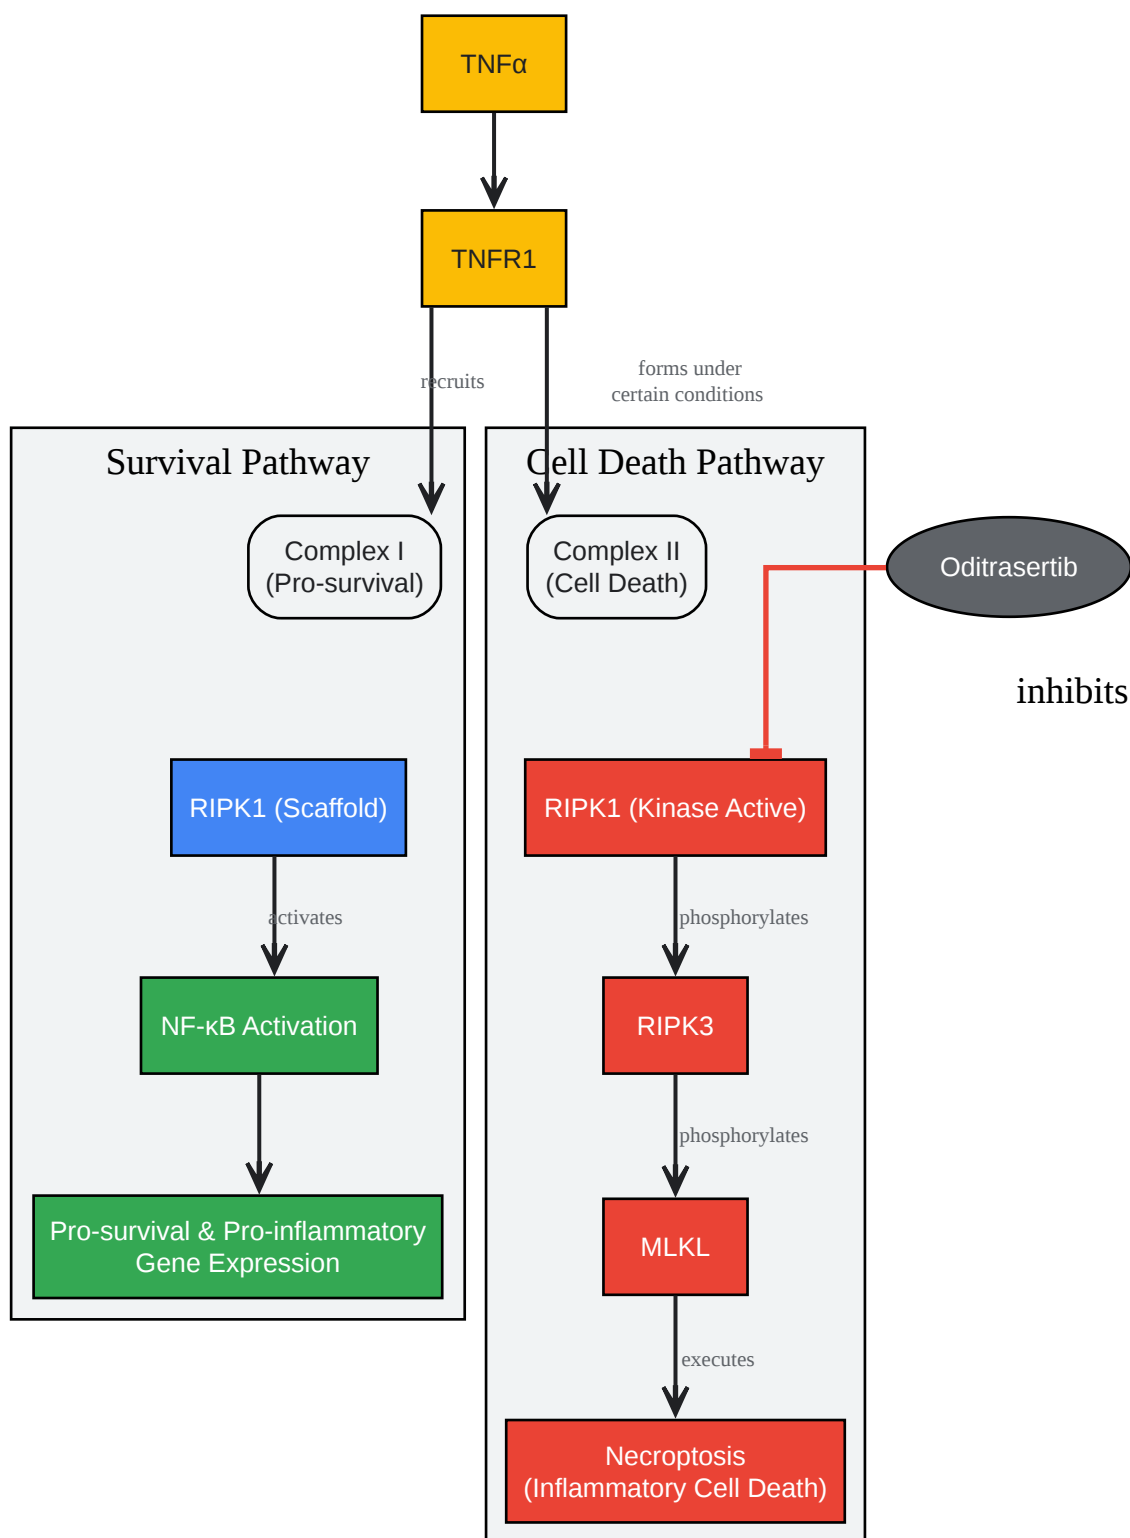 TNFα
TNFR1
recruits
forms under
certain conditions
Survival Pathway
Cell Death Pathway
Complex I
(Pro-survival)
Complex II
(Cell Death)
Oditrasertib
inhibits
RIPK1 (Scaffold)
RIPK1 (Kinase Active)
activates
phosphorylates
NF-κB Activation
RIPK3
phosphorylates
Pro-survival & Pro-inflammatory
Gene Expression
MLKL
executes
Necroptosis
(Inflammatory Cell Death)